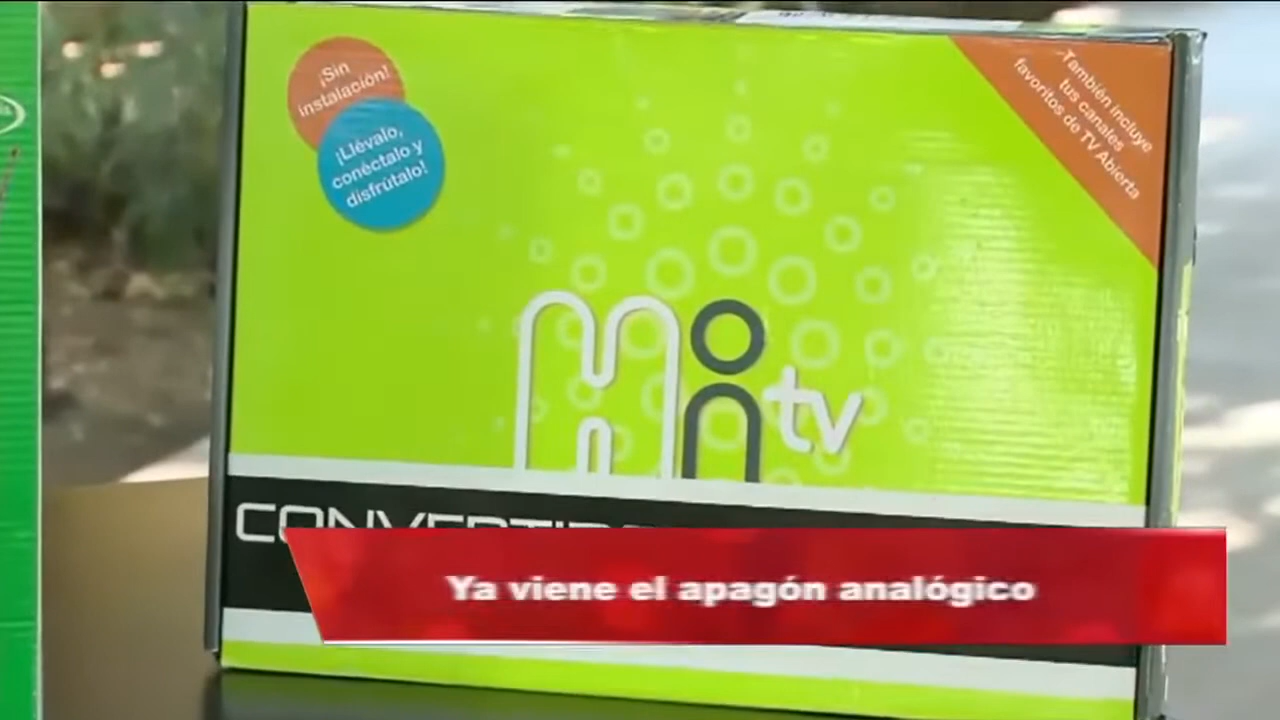 ¡Sin
instalación!
¡Llévalo,
conéctalo y
disfrútalo!
También incluye
tus canales
favoritos de TV Abierta
Mi tv
Ya viene el apagón analógico